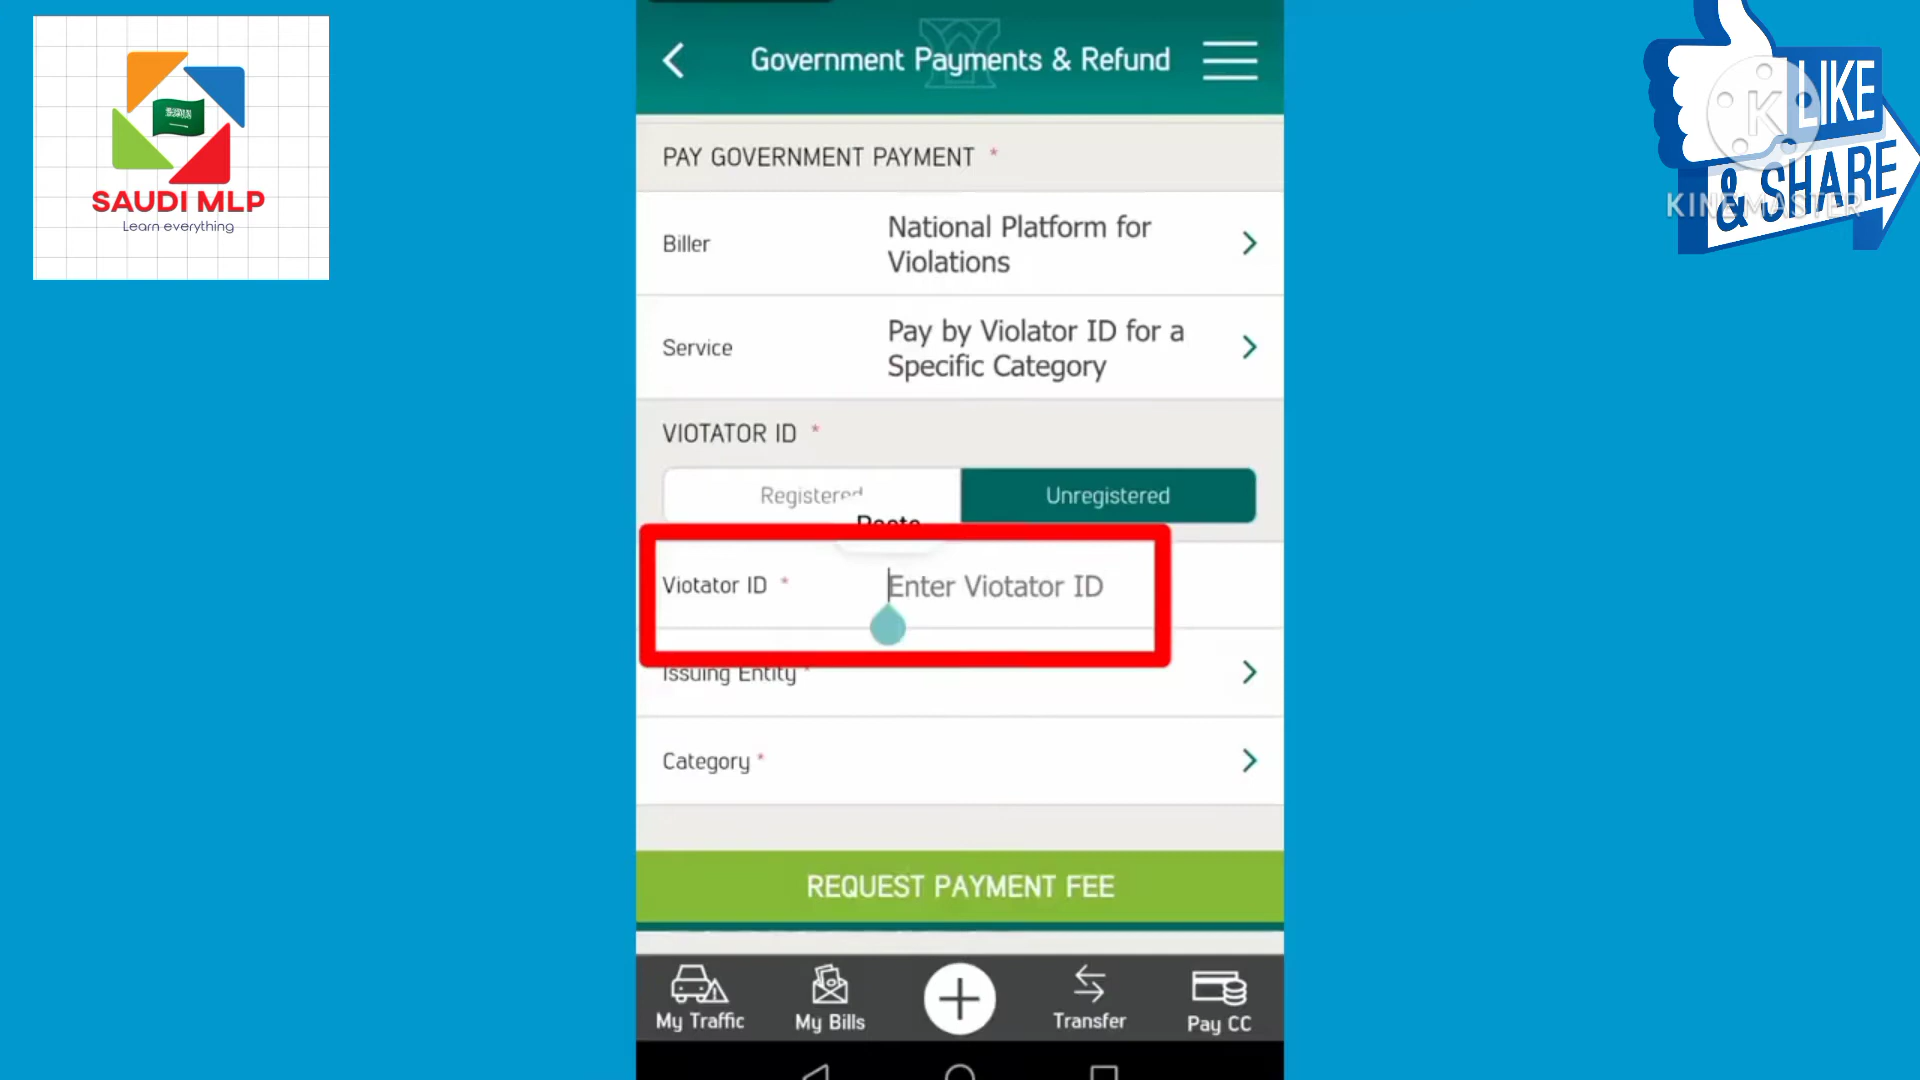 SAUDI MLP
Learn everything
Government Payments & Refund
LIKE
& SHARE
KINEMASTER
PAY GOVERNMENT PAYMENT *
Biller
National Platform for
Violations
Service
Pay by Violator ID for a
Specific Category
VIOTATOR ID *
Registered
Unregistered
Paste
Viotator ID *
Enter Viotator ID
Issuing Entity *
Category *
REQUEST PAYMENT FEE
My Traffic
My Bills
Transfer
Pay CC